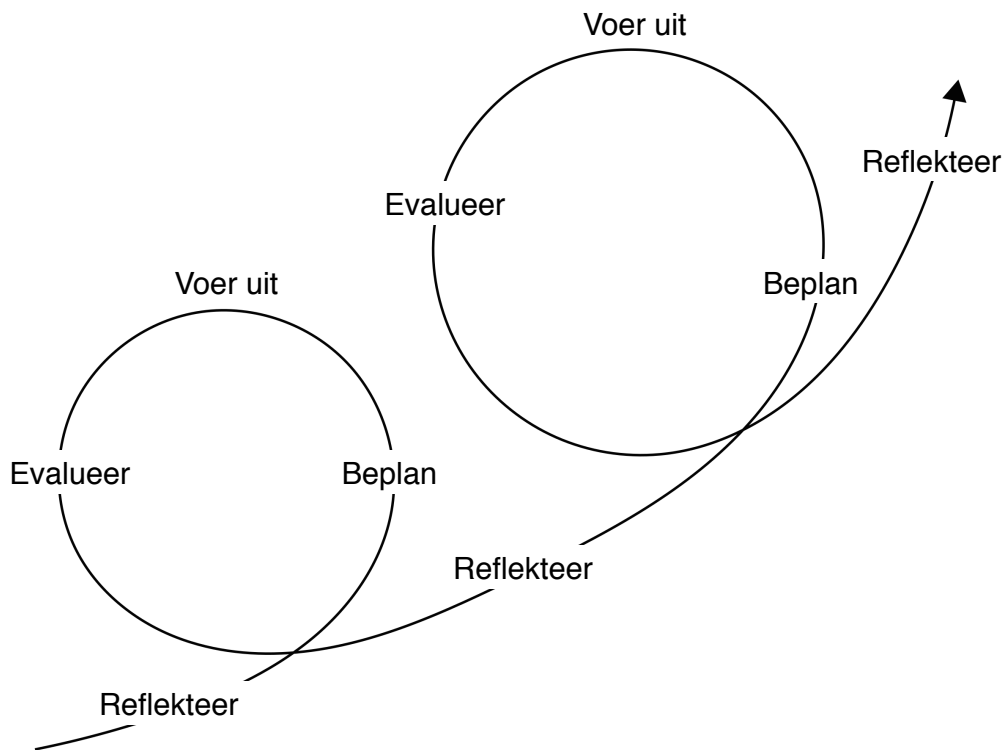 Voer uit
Reflekteer
Evalueer
Beplan
Voer uit
Evalueer
Beplan
Reflekteer
Reflekteer